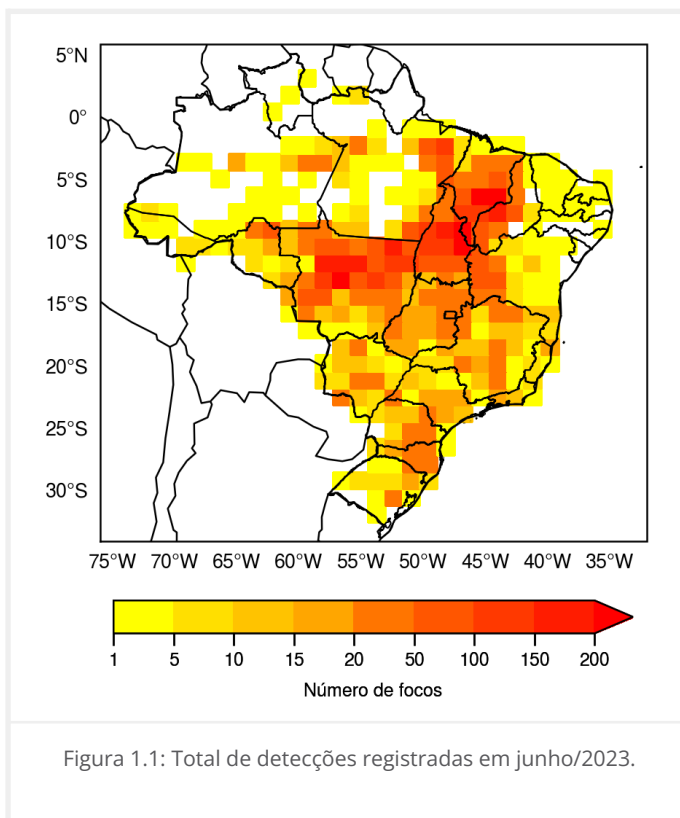 5°N
0°
5°S
10°S
15°S
20°S
25°S
30°S
75°W 70°W 65°W 60°W 55°W 50°W 45°W 40°W 35°W
1 5 10 15 20 50 100 150 200
Número de focos
Figura 1.1: Total de detecções registradas em junho/2023.